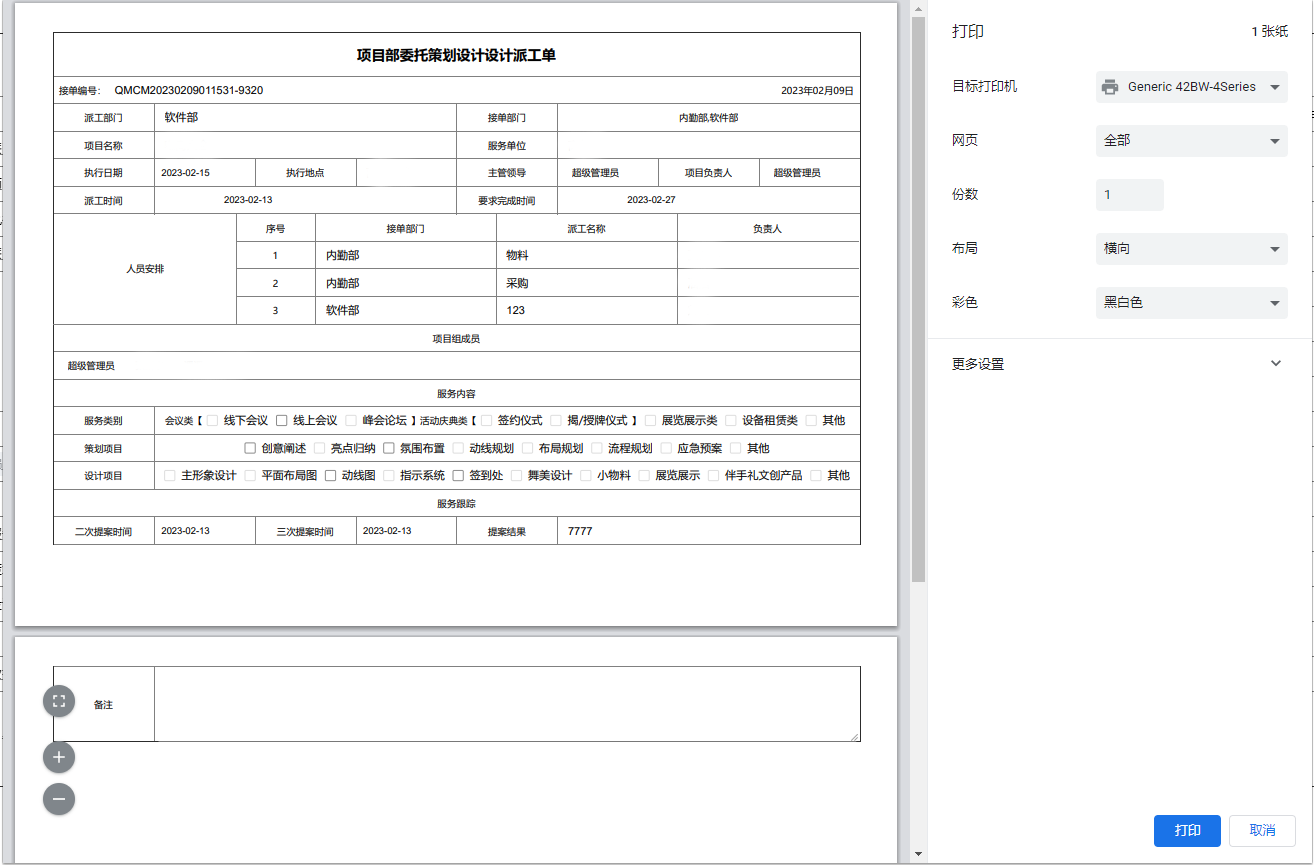 项目部委托策划设计设计派工单
接单编号： QMCM20230209011531-9320 2023年02月09日
派工部门 软件部 接单部门 内勤部,软件部
项目名称 服务单位
执行日期 2023-02-15 执行地点 主管领导 超级管理员 项目负责人 超级管理员
派工时间 2023-02-13 要求完成时间 2023-02-27
人员安排
序号 接单部门 派工名称 负责人
1 内勤部 物料
2 内勤部 采购
3 软件部 123
项目组成员
超级管理员
服务内容
服务类别 会议类【 线下会议 线上会议 峰会论坛 】活动庆典类【 签约仪式 揭/授牌仪式 】 展览展示类 设备租赁类 其他
策划项目 创意阐述 亮点归纳 氛围布置 动线规划 布局规划 流程规划 应急预案 其他
设计项目 主形象设计 平面布局图 动线图 指示系统 签到处 舞美设计 小物料 展览展示 伴手礼文创产品 其他
服务跟踪
二次提案时间 2023-02-13 三次提案时间 2023-02-13 提案结果 7777
备注
打印 1 张纸
目标打印机 Generic 42BW-4Series
网页 全部
份数 1
布局 横向
彩色 黑白色
更多设置
打印 取消